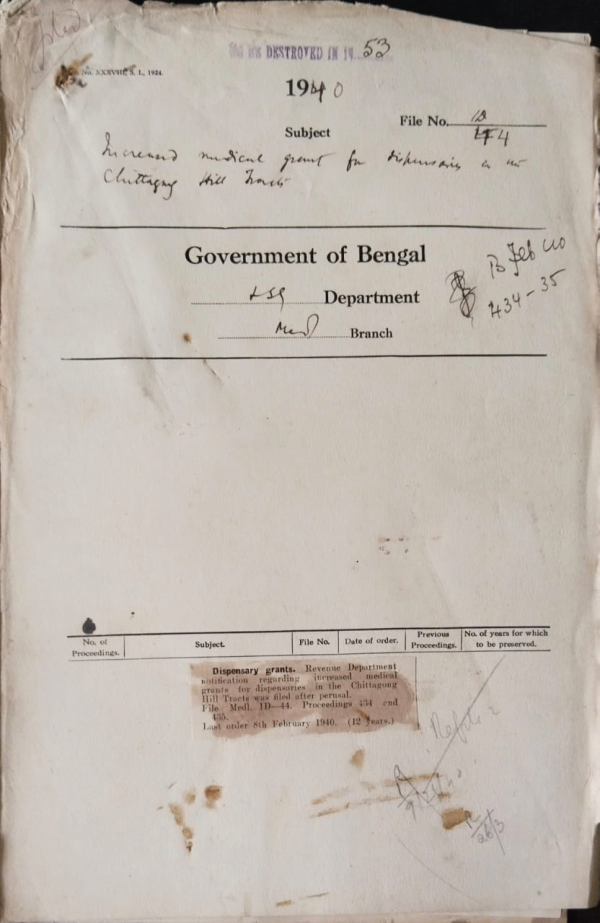 BE DESTROYED IN 19 53
No. XXXVIII, S. I., 1924.
1940
File No. 1D
44
Subject
Increased medical grant for dispensaries in the
Chittagong Hill Tracts
Government of Bengal
LSG Department
Medl Branch
B Feb 40
434-35
No. of Proceedings.
Subject.
File No.
Date of order.
Previous Proceedings.
No. of years for which to be preserved.
Dispensary grants. Revenue Department
notification regarding increased medical
grants for dispensaries in the Chittagong
Hill Tracts was filed after perusal.
File Medl. 1D—44. Proceedings 434 and
435.
Last order 8th February 1940. (12 years.)